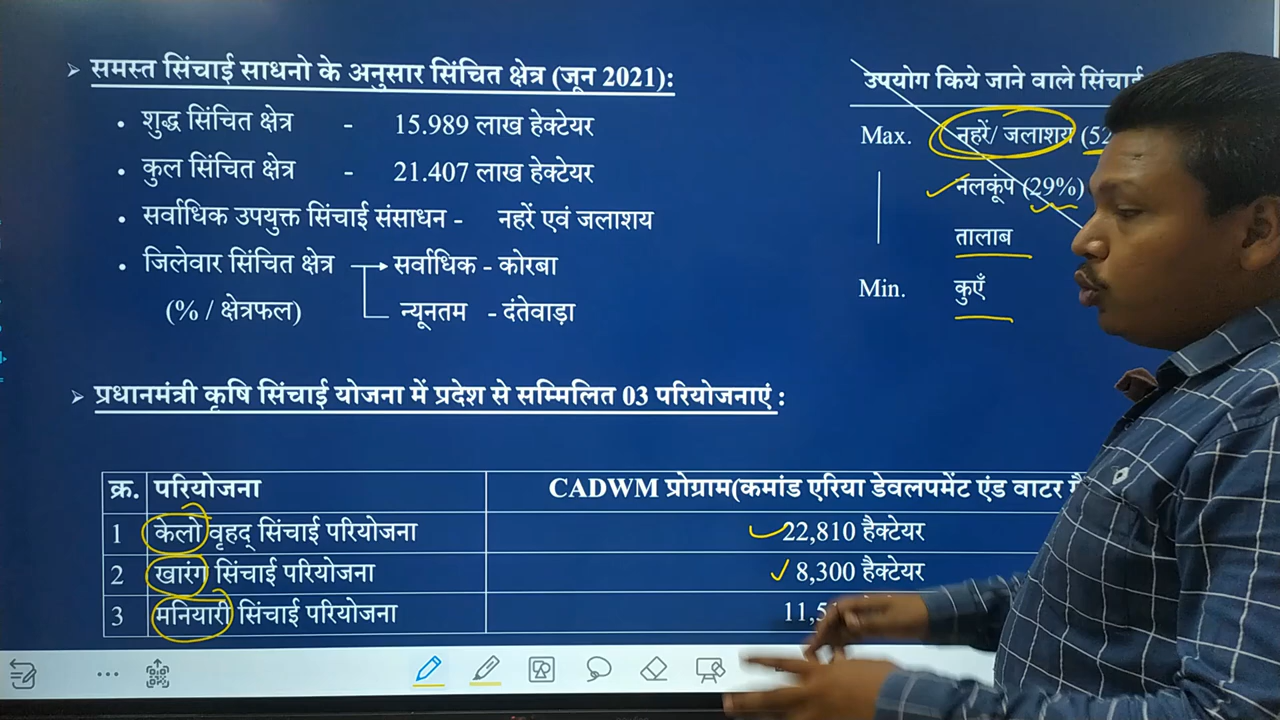 समस्त सिंचाई साधनो के अनुसार सिंचित क्षेत्र (जून 2021):
• शुद्ध सिंचित क्षेत्र - 15.989 लाख हेक्टेयर
• कुल सिंचित क्षेत्र - 21.407 लाख हेक्टेयर
• सर्वाधिक उपयुक्त सिंचाई संसाधन - नहरें एवं जलाशय
• जिलेवार सिंचित क्षेत्र सर्वाधिक - कोरबा
(% / क्षेत्रफल) न्यूनतम - दंतेवाड़ा
उपयोग किये जाने वाले सिंचाई
Max. नहरें/ जलाशय (52
नलकूंप (29%)
तालाब
Min. कुएँ
प्रधानमंत्री कृषि सिंचाई योजना में प्रदेश से सम्मिलित 03 परियोजनाएं :
क्र. परियोजना CADWM प्रोग्राम(कमांड एरिया डेवलपमेंट एंड वाटर
1 केलो वृहद् सिंचाई परियोजना 22,810 हैक्टेयर
2 खारंग सिंचाई परियोजना 8,300 हैक्टेयर
3 मनियारी सिंचाई परियोजना